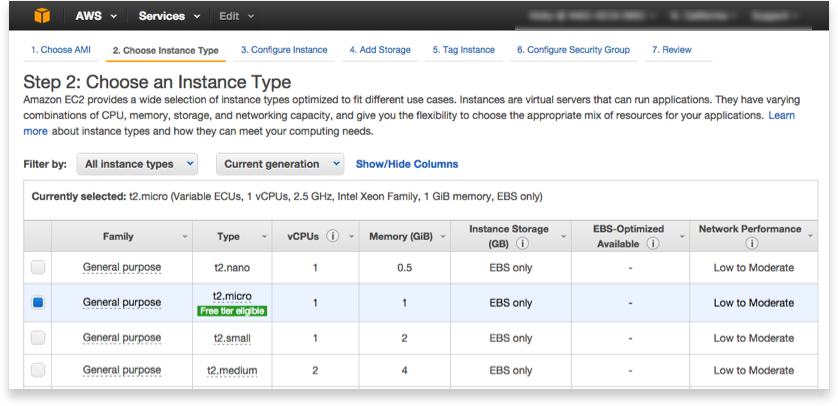 AWS Services Edit
1. Choose AMI 2. Choose Instance Type 3. Configure Instance 4. Add Storage 5. Tag Instance 6. Configure Security Group 7. Review
Step 2: Choose an Instance Type
Amazon EC2 provides a wide selection of instance types optimized to fit different use cases. Instances are virtual servers that can run applications. They have varying
combinations of CPU, memory, storage, and networking capacity, and give you the flexibility to choose the appropriate mix of resources for your applications. Learn
more about instance types and how they can meet your computing needs.
Filter by: All instance types Current generation Show/Hide Columns
Currently selected: t2.micro (Variable ECUs, 1 vCPUs, 2.5 GHz, Intel Xeon Family, 1 GiB memory, EBS only)
Family Type vCPUs Memory (GiB) Instance Storage (GB) EBS-Optimized Available Network Performance
General purpose t2.nano 1 0.5 EBS only - Low to Moderate
General purpose t2.micro Free tier eligible 1 1 EBS only - Low to Moderate
General purpose t2.small 1 2 EBS only - Low to Moderate
General purpose t2.medium 2 4 EBS only - Low to Moderate